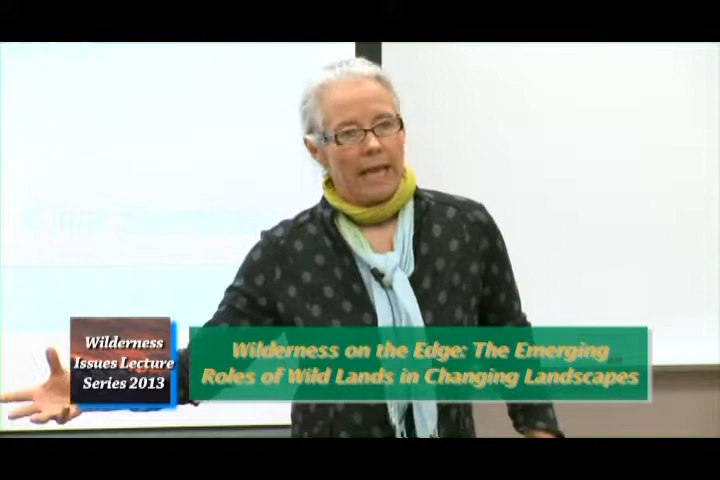 Wilderness
Issues Lecture
Series 2013
Wilderness on the Edge: The Emerging
Roles of Wild Lands in Changing Landscapes